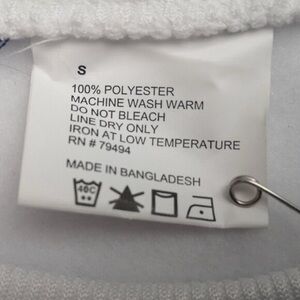 S
100% POLYESTER
MACHINE WASH WARM
DO NOT BLEACH
LINE DRY ONLY
IRON AT LOW TEMPERATURE
RN # 79494
MADE IN BANGLADESH
40C